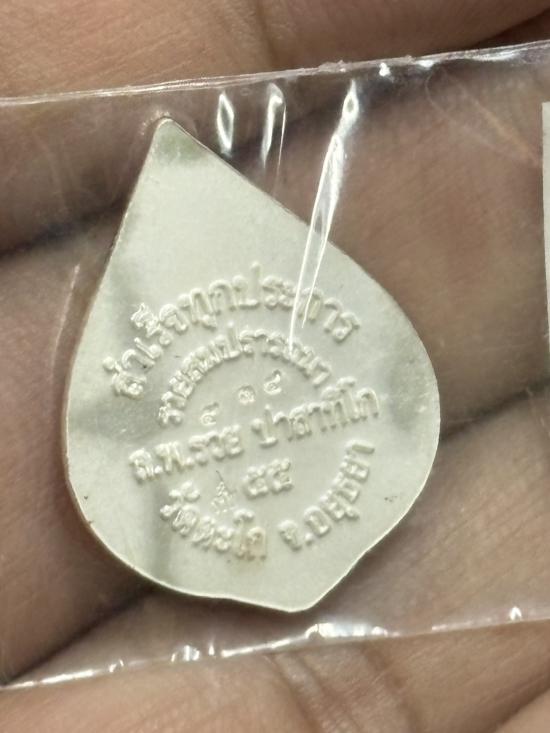 สำเร็จทุกประการ
รวยสมปรารถนา
ล.พ.รวย ปาสาทิโก
๕๕
วัดตะโก จ.อยุธยา